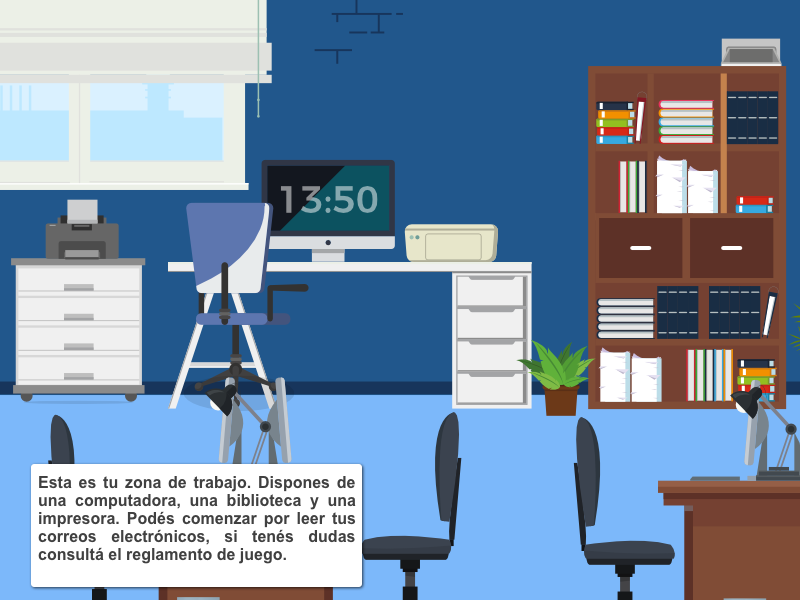 13:50
Esta es tu zona de trabajo. Dispones de
una computadora, una biblioteca y una
impresora. Podés comenzar por leer tus
correos electrónicos, si tenés dudas
consultá el reglamento de juego.